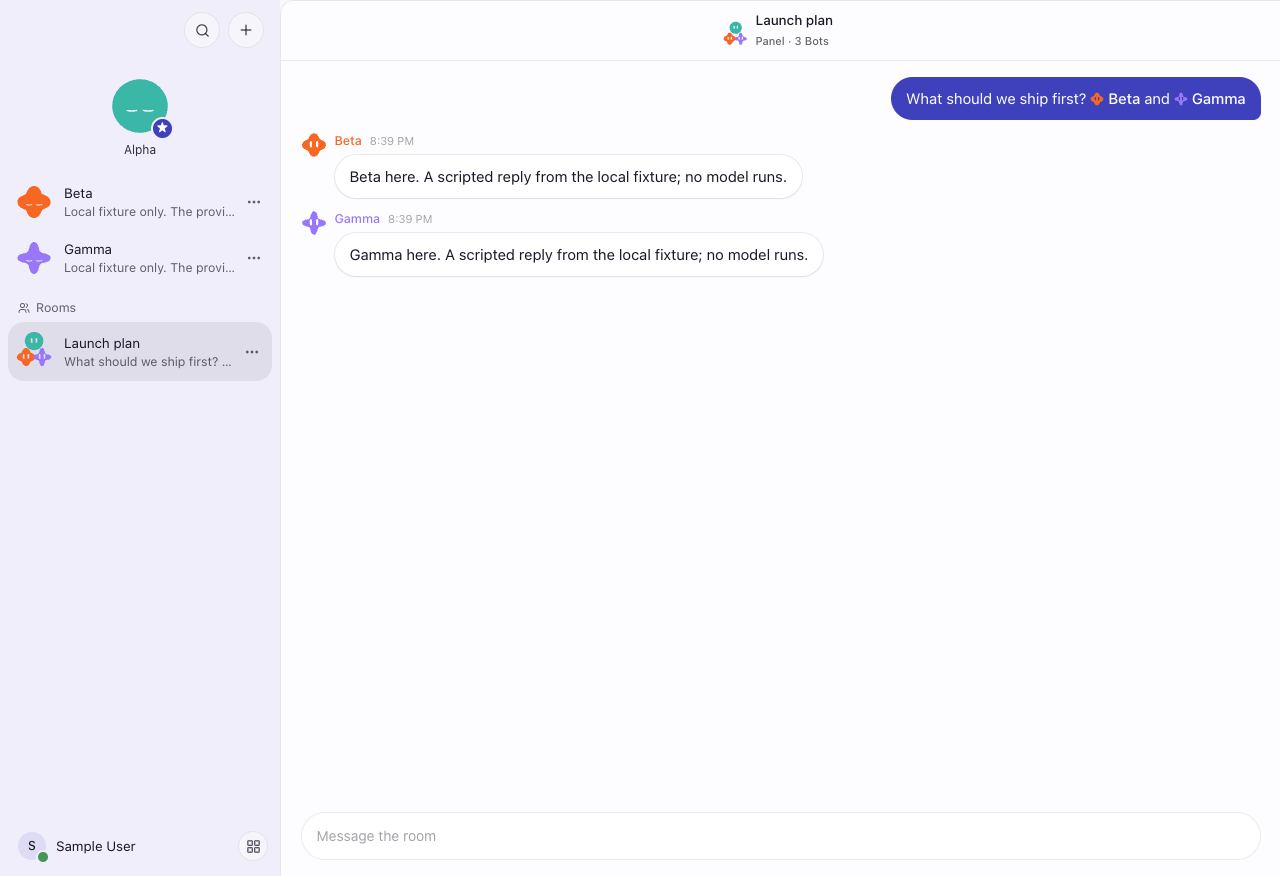 Alpha
Beta
Local fixture only. The provi...
Gamma
Local fixture only. The provi...
Rooms
Launch plan
What should we ship first? ...
S
Sample User
Launch plan
Panel · 3 Bots
What should we ship first? Beta and Gamma
Beta 8:39 PM
Beta here. A scripted reply from the local fixture; no model runs.
Gamma 8:39 PM
Gamma here. A scripted reply from the local fixture; no model runs.
Message the room